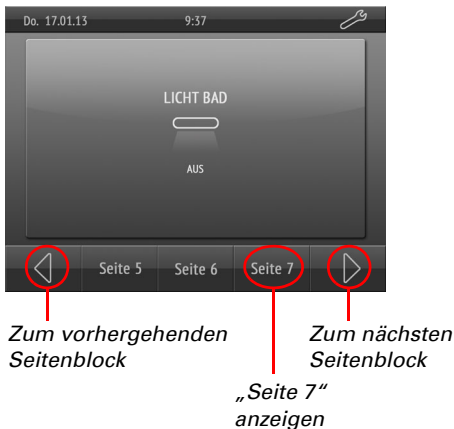 Do. 17.01.13 9:37
LICHT BAD
AUS
Seite 5 Seite 6 Seite 7
Zum vorhergehenden
Seitenblock
Zum nächsten
Seitenblock
„Seite 7“
anzeigen